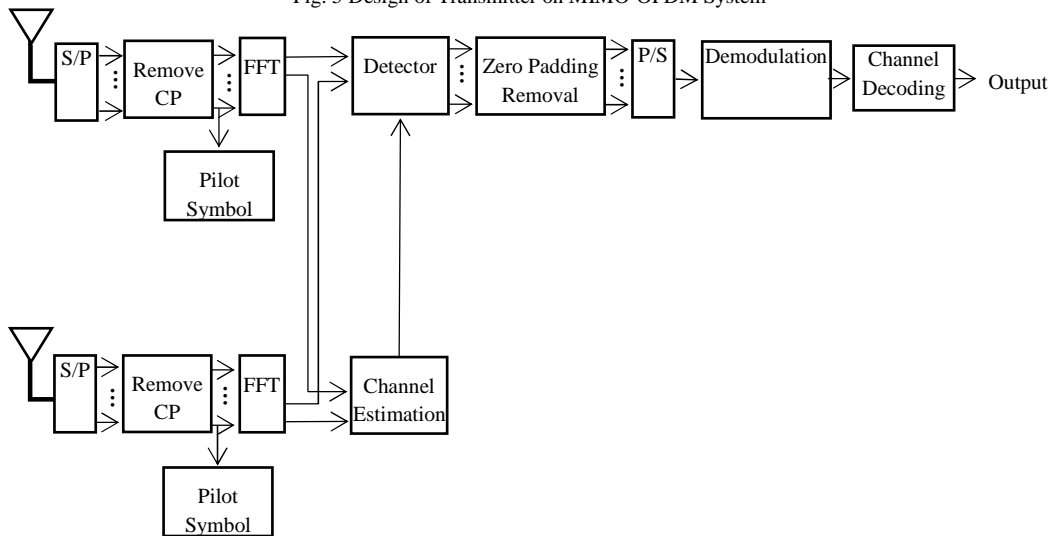 Fig. 3 Design of Transmitter on MIMO-OFDM System
S/P
Remove
CP
FFT
Detector
Zero Padding
Removal
P/S
Demodulation
Channel
Decoding
Output
Pilot
Symbol
S/P
Remove
CP
FFT
Channel
Estimation
Pilot
Symbol